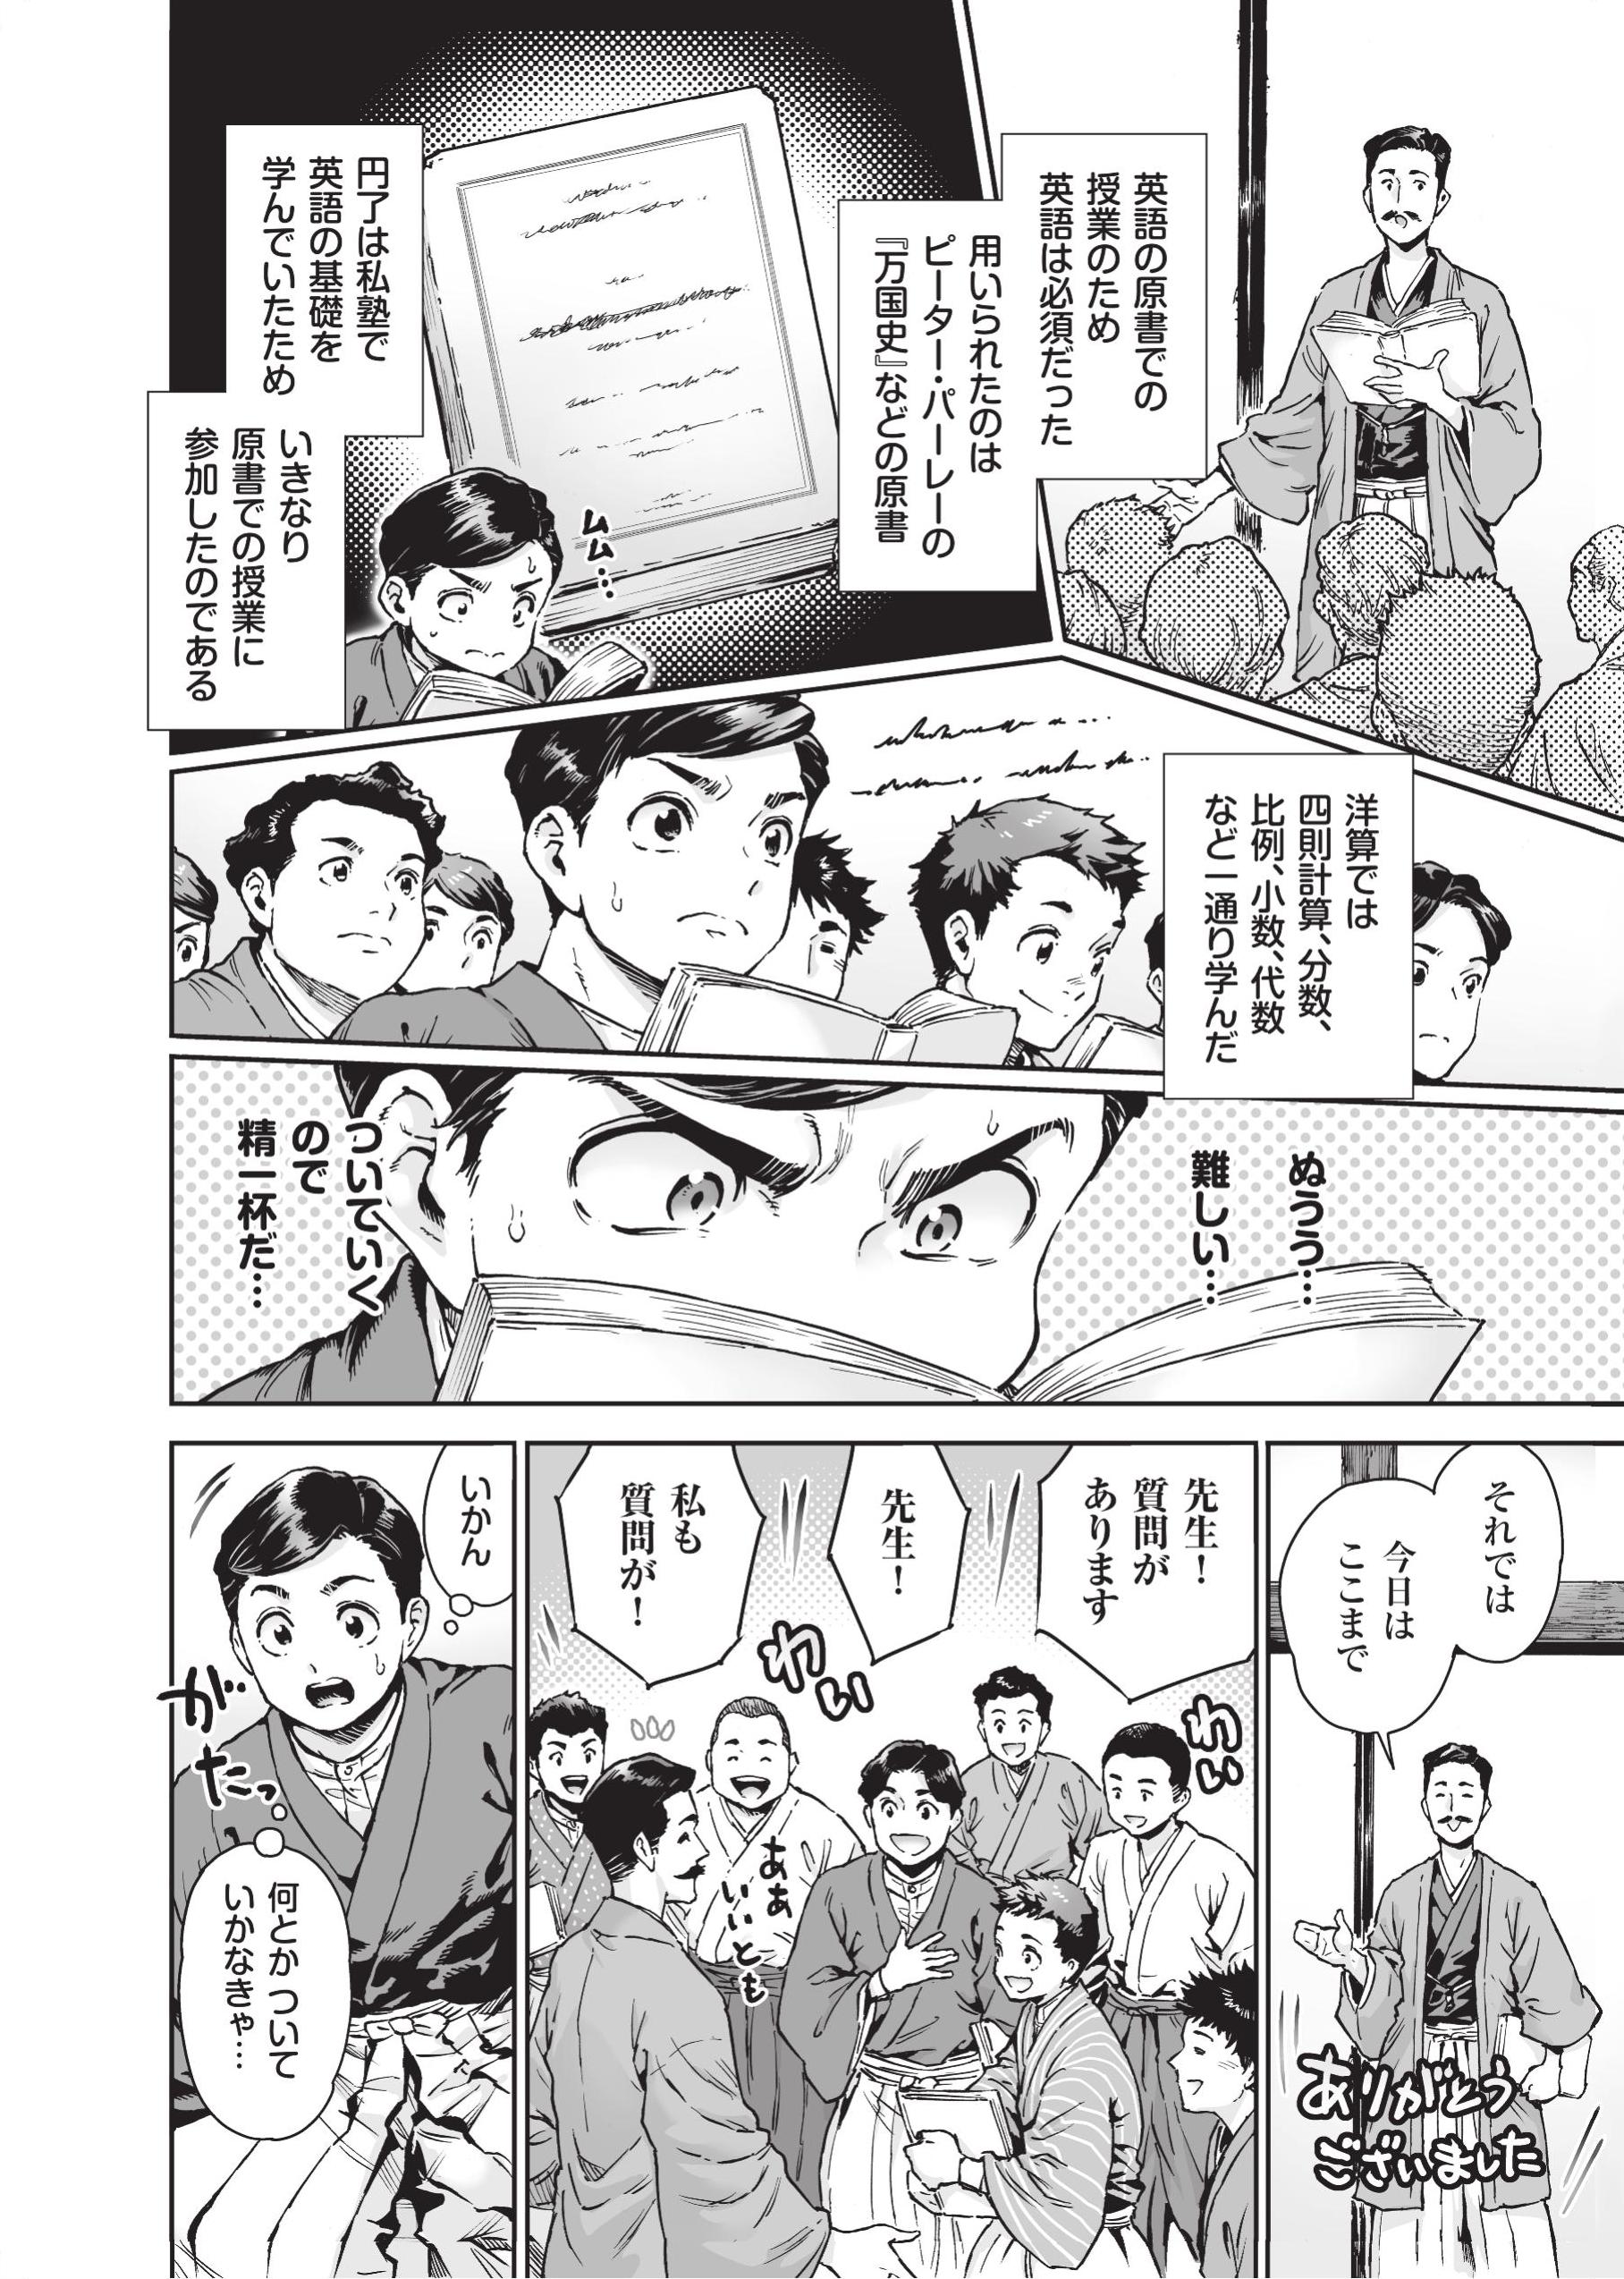 英語の原書での
授業のため
英語は必須だった
用いられたのは
ピーター・パーレーの
『万国史』などの原書
円了は私塾で
英語の基礎を
学んでいたため
いきなり
原書での授業に
参加したのである
ムム…
洋算では
四則計算、分数、
比例、小数、代数
など一通り学んだ
ぬうう…
難しい…
ついていく
ので
精一杯だ…
それでは
今日は
ここまで
ありがとう
ございました
先生！
質問が
あります
先生！
私も
質問が！
わい
わい
ああ
いいとも
いかん
がたっ
何とかついて
いかなきゃ…